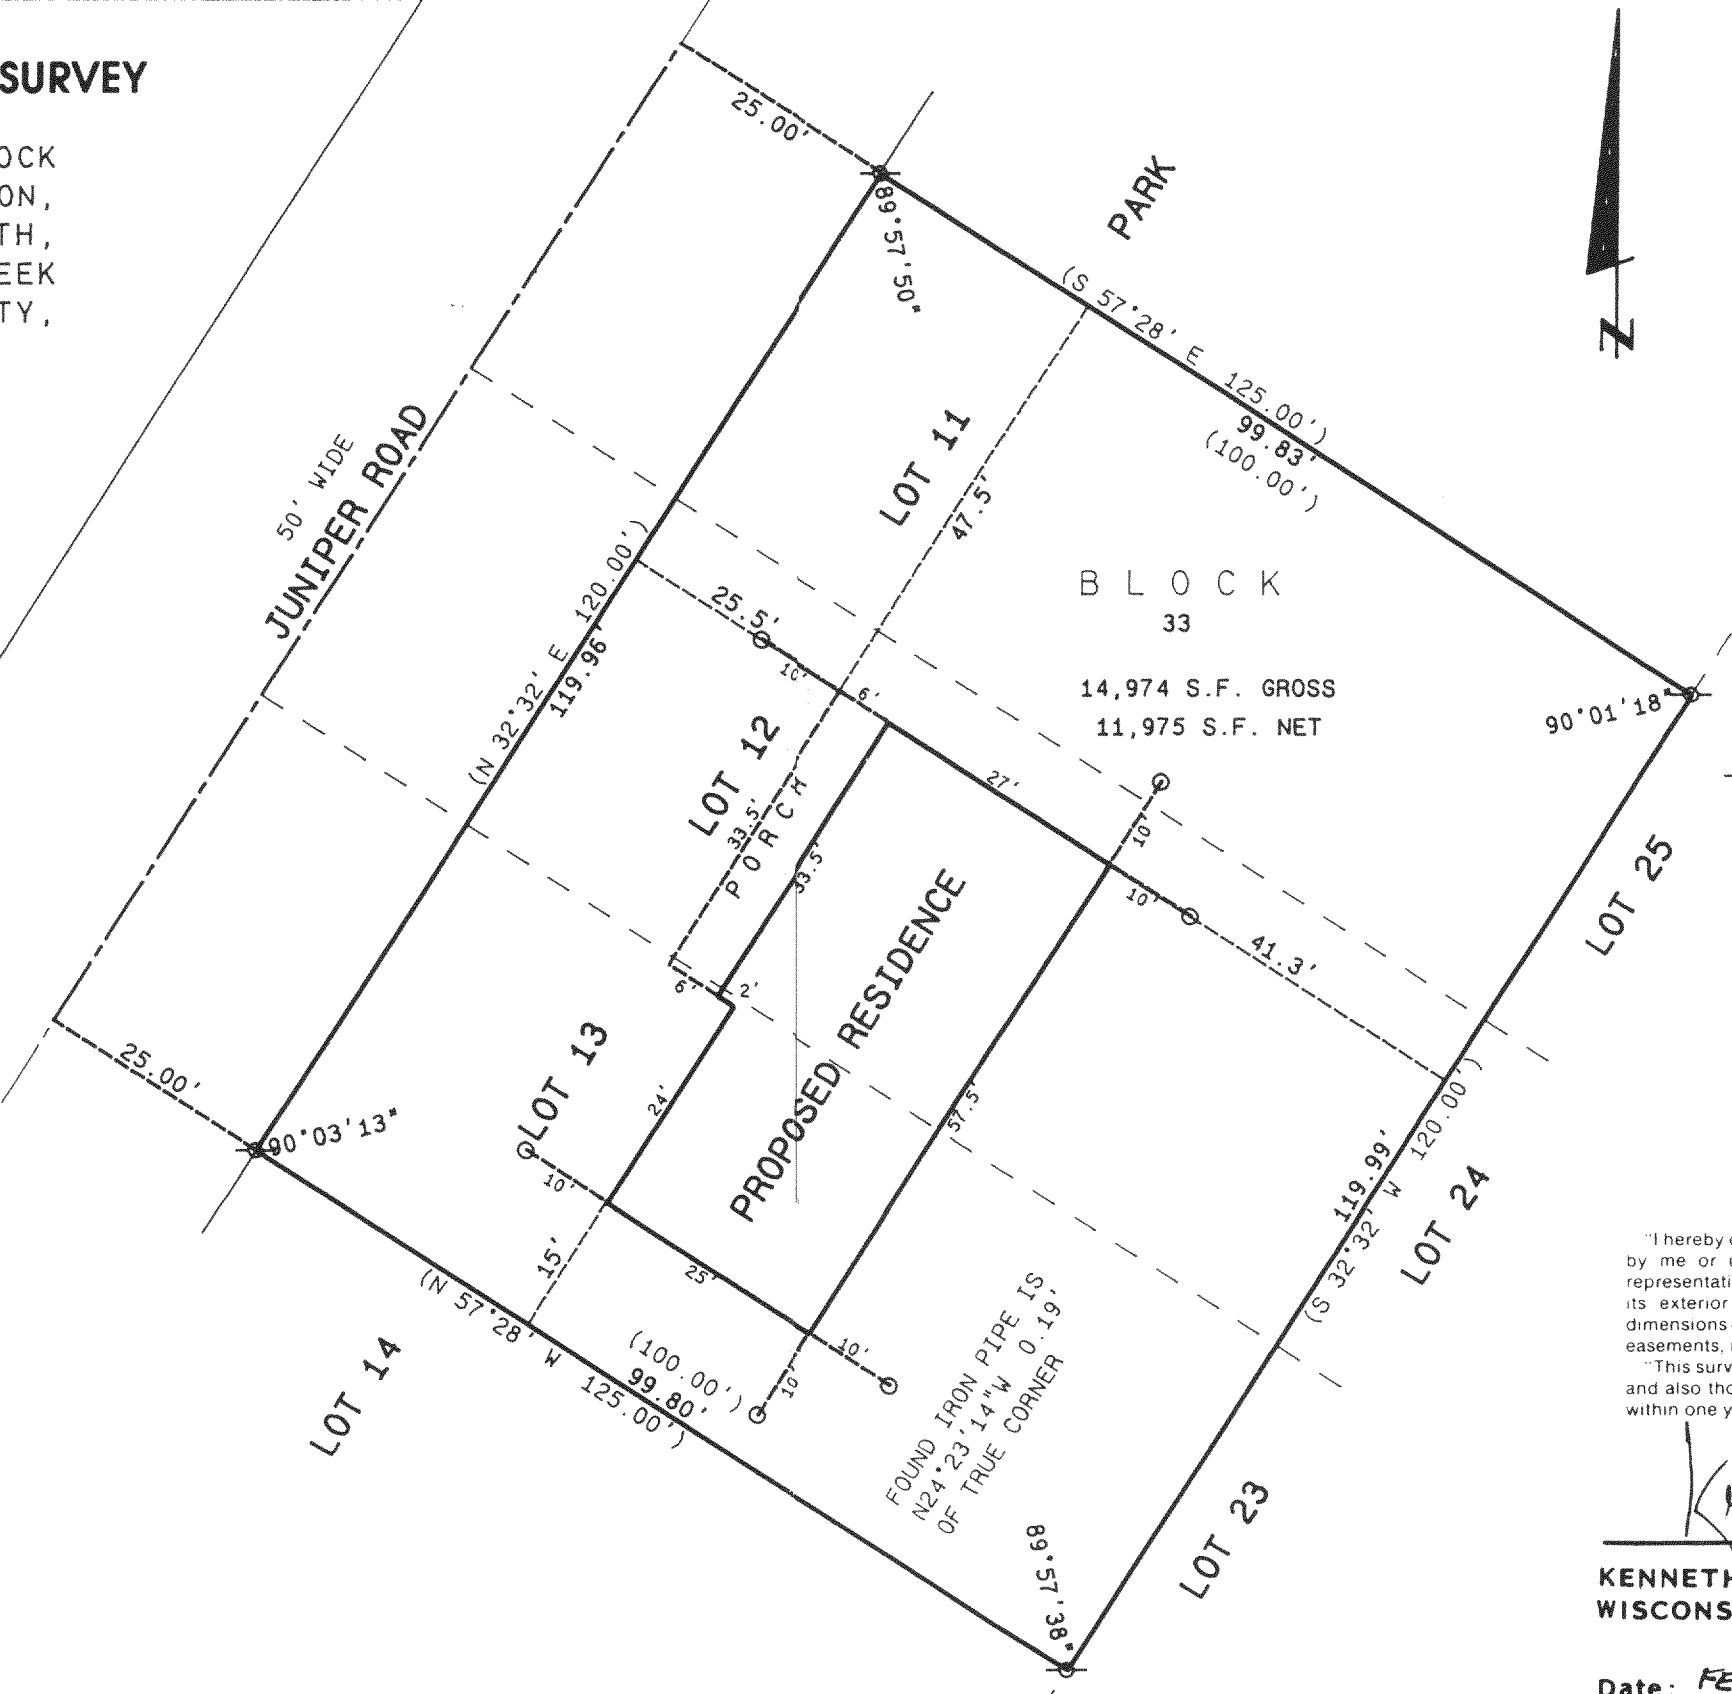 SURVEY
OCK
ON,
TH,
EEK
TY,
25.00'
89°57'50"
PARK
(S 57°28' E 125.00')
99.83'
(100.00')
Z
50' WIDE
JUNIPER ROAD
LOT 11
47.5'
BLOCK
33
14,974 S.F. GROSS
11,975 S.F. NET
90°01'18"
(N 32°32' E 120.00')
119.96'
25.5'
10'
6'
LOT 12
33.5'
PORCH
33.5'
27'
10'
10'
41.3'
LOT 25
6'
2'
PROPOSED RESIDENCE
57.5'
25.00'
90°03'13"
LOT 13
24'
10'
15'
25'
10'
10'
(N 57°28' W 125.00')
99.80'
(100.00')
LOT 14
FOUND IRON PIPE IS
N24°23'14"W 0.19'
OF TRUE CORNER
119.99'
(S 32°32' W 120.00')
LOT 24
LOT 23
89°57'38"
"I hereby
by me or
representati
its exterior
dimensions
easements,
"This surv
and also tho
within one y
KENNETH
WISCONS
Date: FE